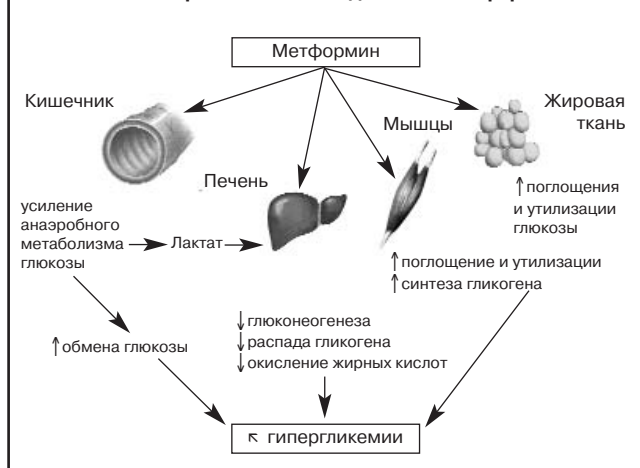 Метформин
Кишечник
Мышцы
Жировая
ткань
Печень
усиление
анаэробного
метаболизма
глюкозы
Лактат
↑ поглощения
и утилизации
глюкозы
↑ поглощение и утилизации
↑ синтеза гликогена
↑ обмена глюкозы
↓ глюконеогенеза
↓ распада гликогена
↓ окисление жирных кислот
↖ гипергликемии